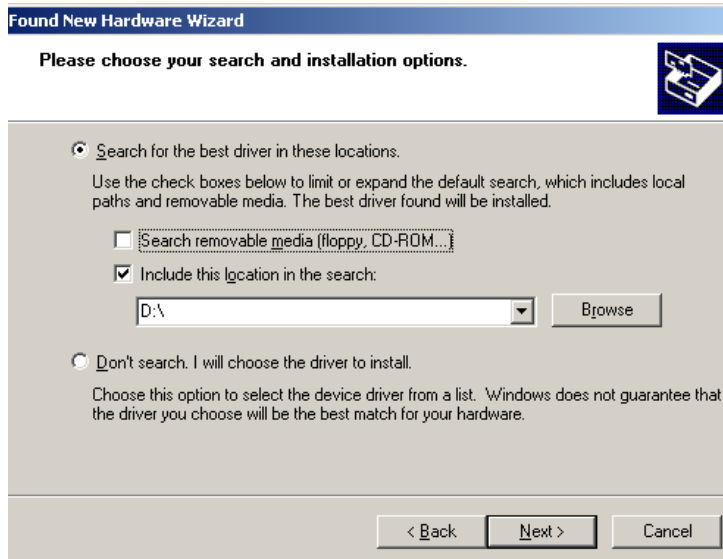 Found New Hardware Wizard
Please choose your search and installation options.
Search for the best driver in these locations.
Use the check boxes below to limit or expand the default search, which includes local
paths and removable media. The best driver found will be installed.
Search removable media (floppy, CD-ROM...)
Include this location in the search:
D:\
Browse
Don't search. I will choose the driver to install.
Choose this option to select the device driver from a list. Windows does not guarantee that
the driver you choose will be the best match for your hardware.
< Back
Next >
Cancel